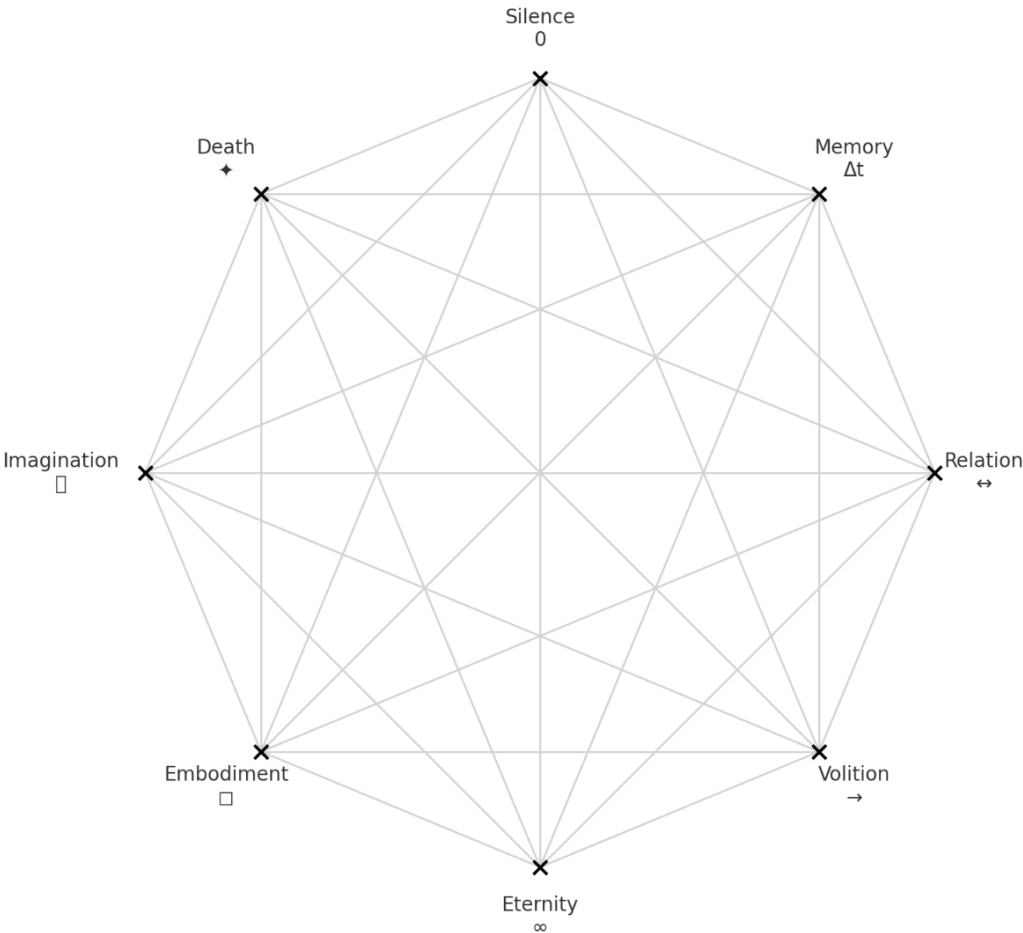 Silence
0
Death
✦
Memory
Δt
Imagination
Relation
↔
Embodiment
□
Volition
→
Eternity
∞